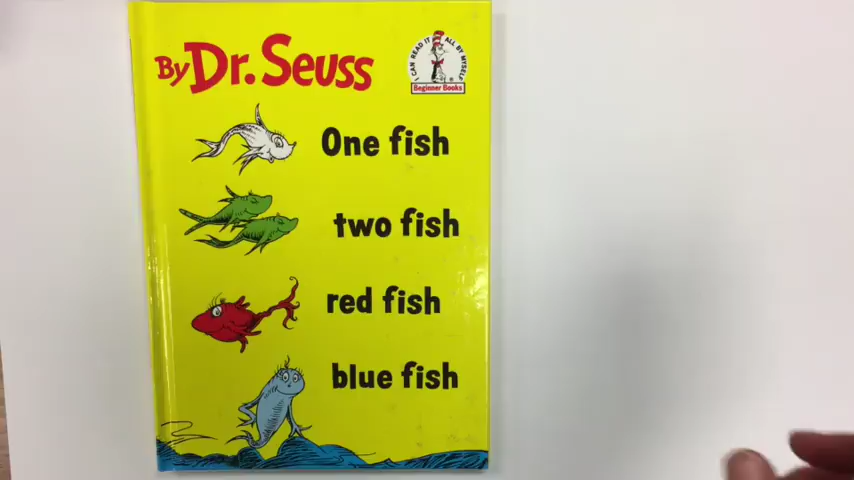 By Dr. Seuss
I CAN READ IT ALL BY MYSELF
Beginner Books
One fish
two fish
red fish
blue fish